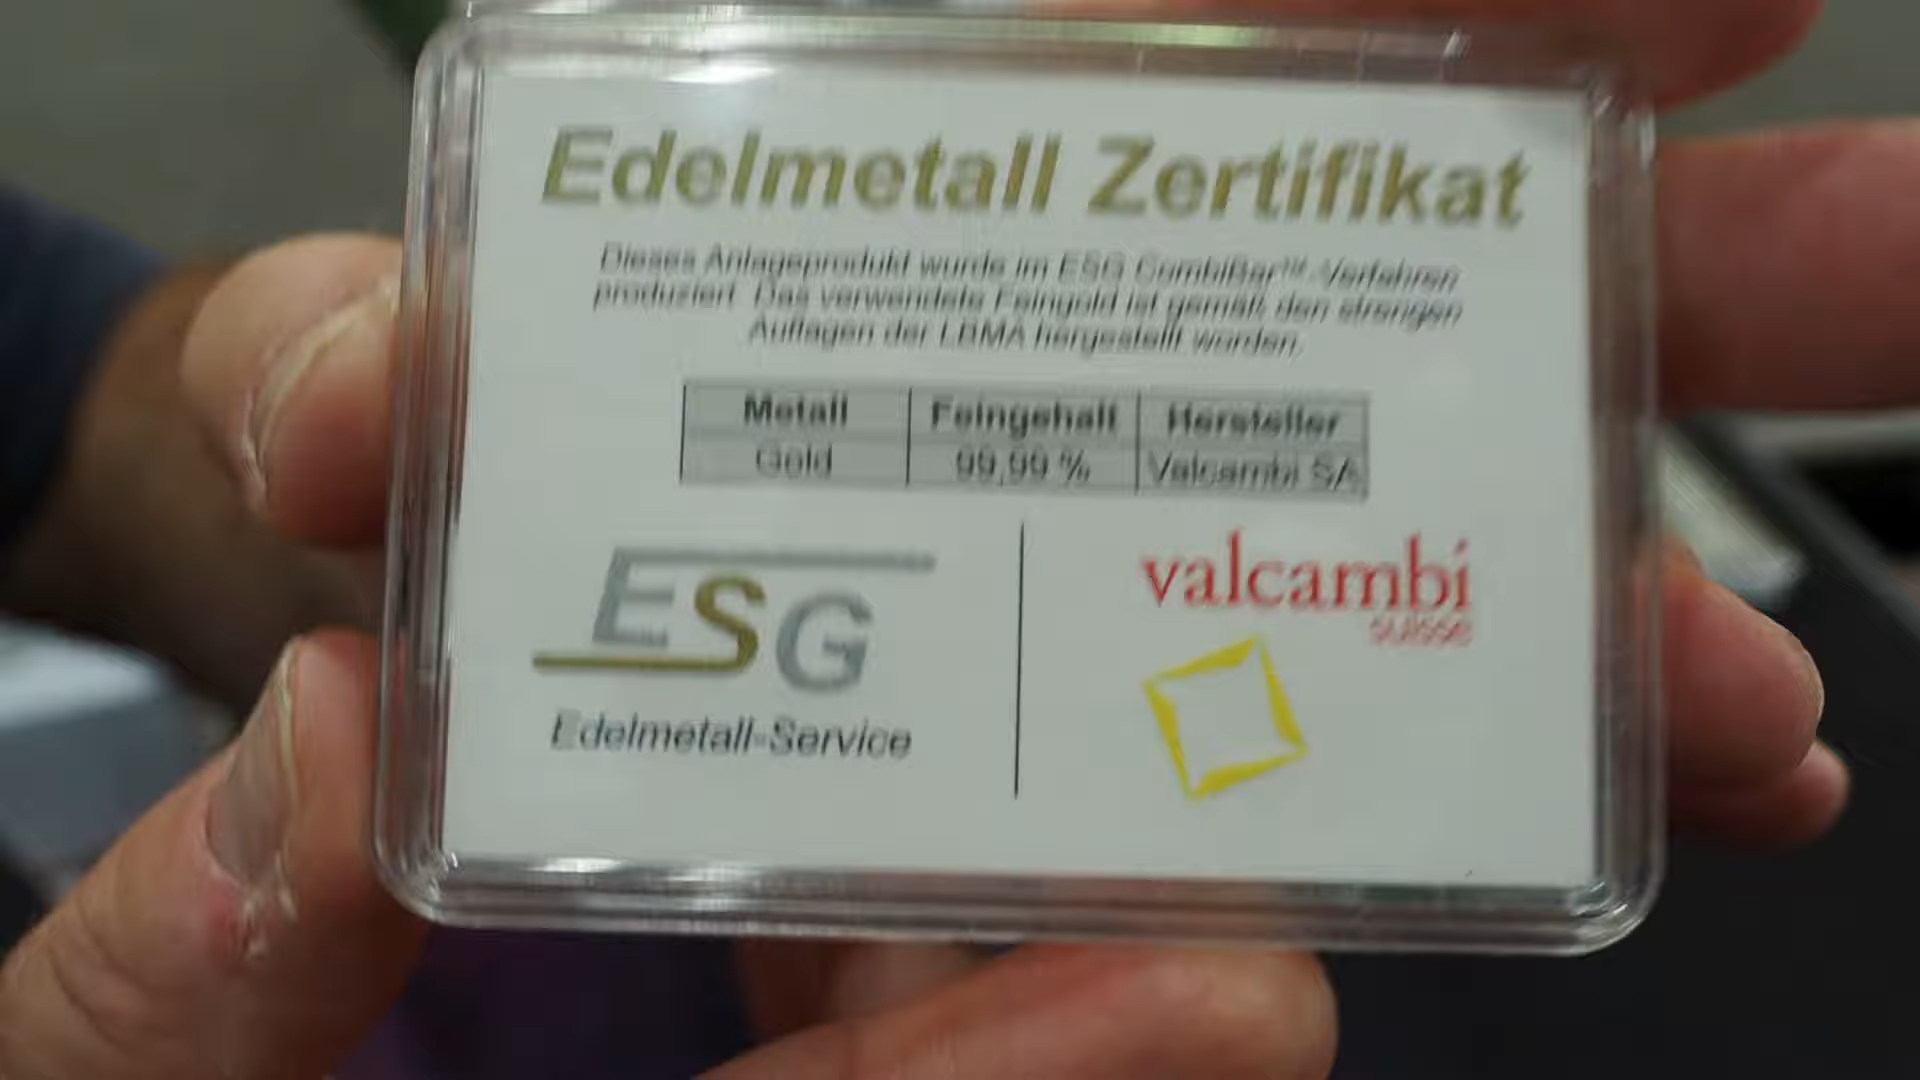 Edelmetall Zertifikat
Dieses Anlageprodukt wurde im ESG CombiBar™-Verfahren
produziert. Das verwendete Feingold ist gemäß den strengen
Auflagen der LBMA hergestellt worden.
Metall Feingehalt Hersteller
Gold 99,99 % Valcambi SA
ESG
Edelmetall-Service
valcambi
suisse